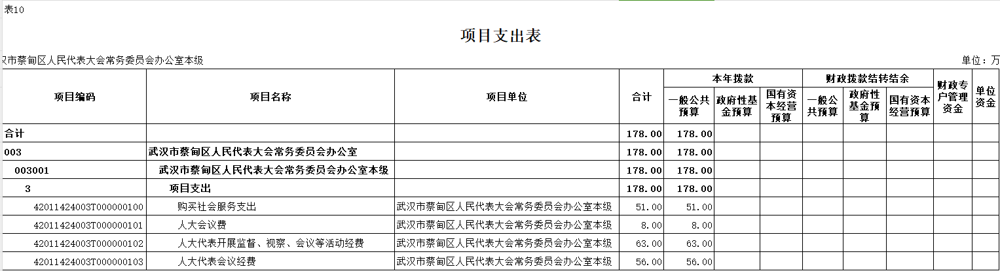 表10
项目支出表
汉市蔡甸区人民代表大会常务委员会办公室本级 单位：万
项目编码 项目名称 项目单位 合计 本年拨款 财政拨款结转结余 财政专户管理资金 单位资金
一般公共预算 政府性基金预算 国有资本经营预算 一般公共预算 政府性基金预算 国有资本经营预算
合计 178.00 178.00
003 武汉市蔡甸区人民代表大会常务委员会办公室 178.00 178.00
003001 武汉市蔡甸区人民代表大会常务委员会办公室本级 178.00 178.00
3 项目支出 178.00 178.00
42011424003T000000100 购买社会服务支出 武汉市蔡甸区人民代表大会常务委员会办公室本级 51.00 51.00
42011424003T000000101 人大会议费 武汉市蔡甸区人民代表大会常务委员会办公室本级 8.00 8.00
42011424003T000000102 人大代表开展监督、视察、会议等活动经费 武汉市蔡甸区人民代表大会常务委员会办公室本级 63.00 63.00
42011424003T000000103 人大代表会议经费 武汉市蔡甸区人民代表大会常务委员会办公室本级 56.00 56.00